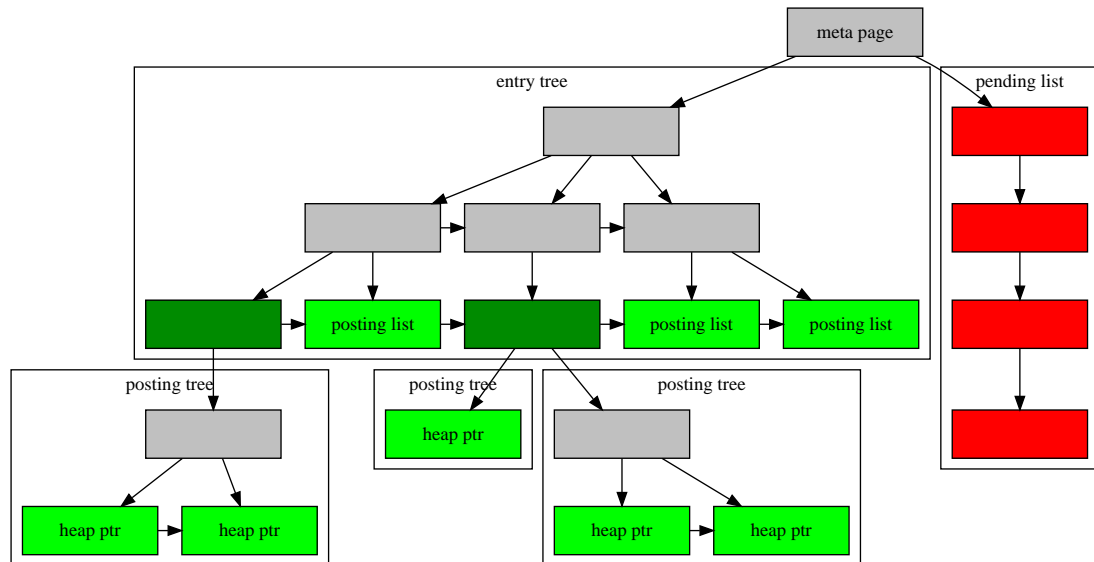 meta page
entry tree
pending list
posting list
posting list
posting list
posting tree
posting tree
posting tree
heap ptr
heap ptr
heap ptr
heap ptr
heap ptr